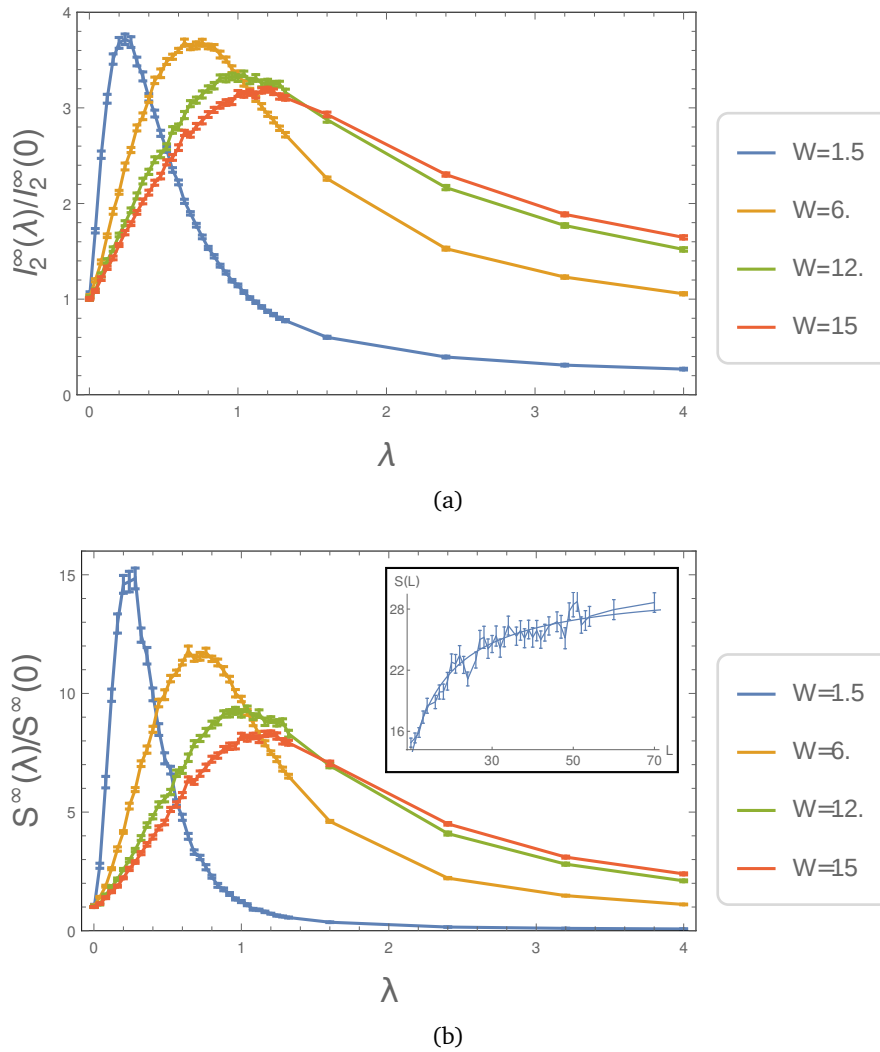 4
3
2
1
0
I₂^∞(λ)/I₂^∞(0)
0
1
2
3
4
λ
W=1.5
W=6.
W=12.
W=15
(a)
15
10
5
0
S^∞(λ)/S^∞(0)
S(L)
28
22
16
30
50
70
L
0
1
2
3
4
λ
W=1.5
W=6.
W=12.
W=15
(b)